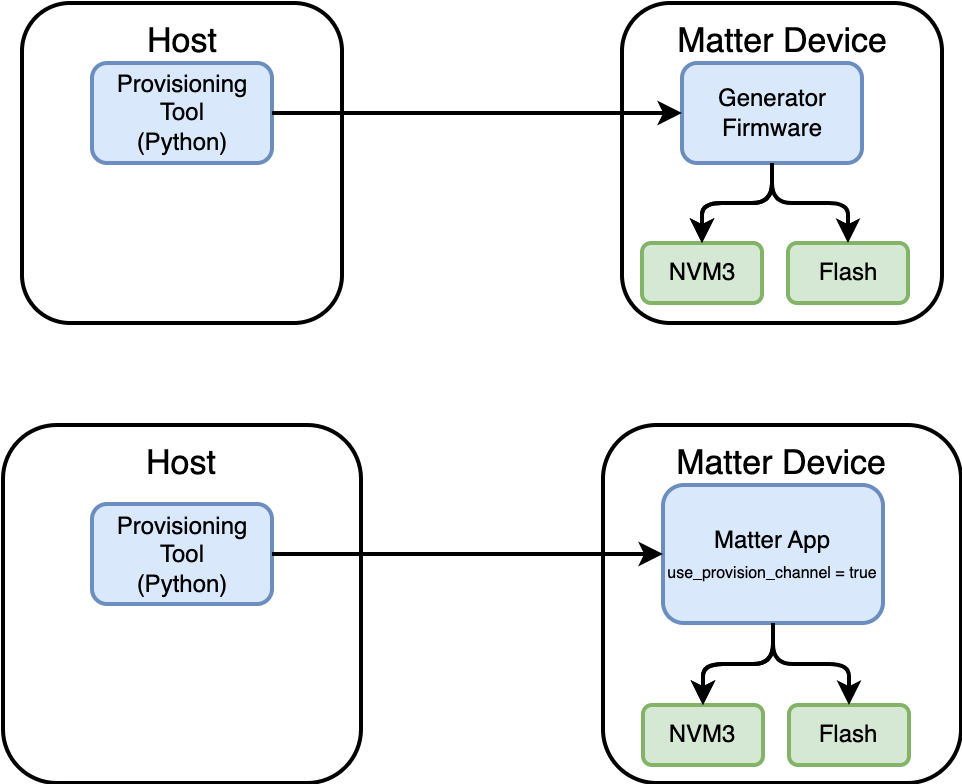 Host
Provisioning
Tool
(Python)
Matter Device
Generator
Firmware
NVM3
Flash
Host
Provisioning
Tool
(Python)
Matter Device
Matter App
use_provision_channel = true
NVM3
Flash